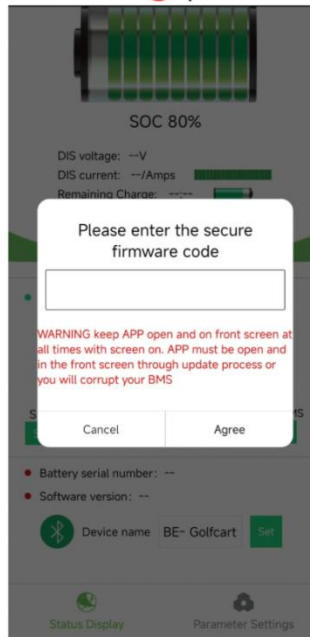 SOC 80%
DIS voltage: --V
DIS current: --/Amps
Remaining Charge: --:--
Please enter the secure
firmware code
WARNING keep APP open and on front screen at
all times with screen on. APP must be open and
in the front screen through update process or
you will corrupt your BMS
Cancel
Agree
Battery serial number: --
Software version: --
Device name
BE- Golfcart
Set
Status Display
Parameter Settings